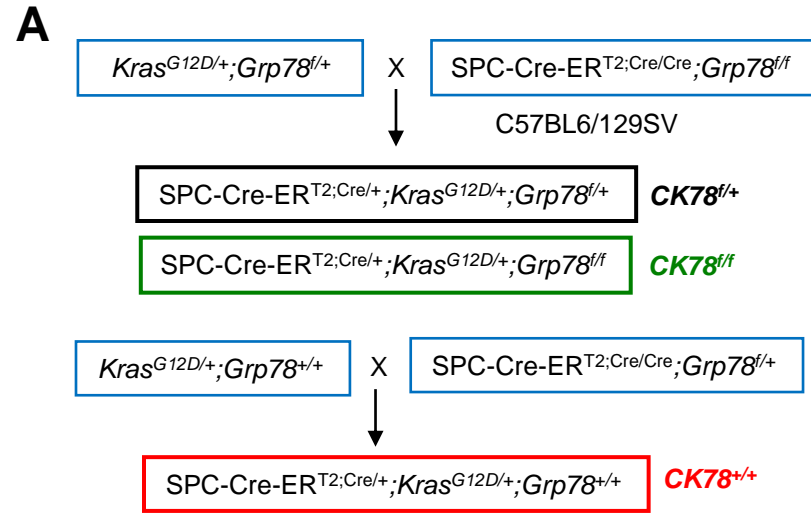 A
Kras^G12D/+;Grp78^f/+ X SPC-Cre-ER^T2;Cre/Cre;Grp78^f/f
C57BL6/129SV
SPC-Cre-ER^T2;Cre/+;Kras^G12D/+;Grp78^f/+ CK78^f/+
SPC-Cre-ER^T2;Cre/+;Kras^G12D/+;Grp78^f/f CK78^f/f
Kras^G12D/+;Grp78^+/+ X SPC-Cre-ER^T2;Cre/Cre;Grp78^f/+
SPC-Cre-ER^T2;Cre/+;Kras^G12D/+;Grp78^+/+ CK78^+/+